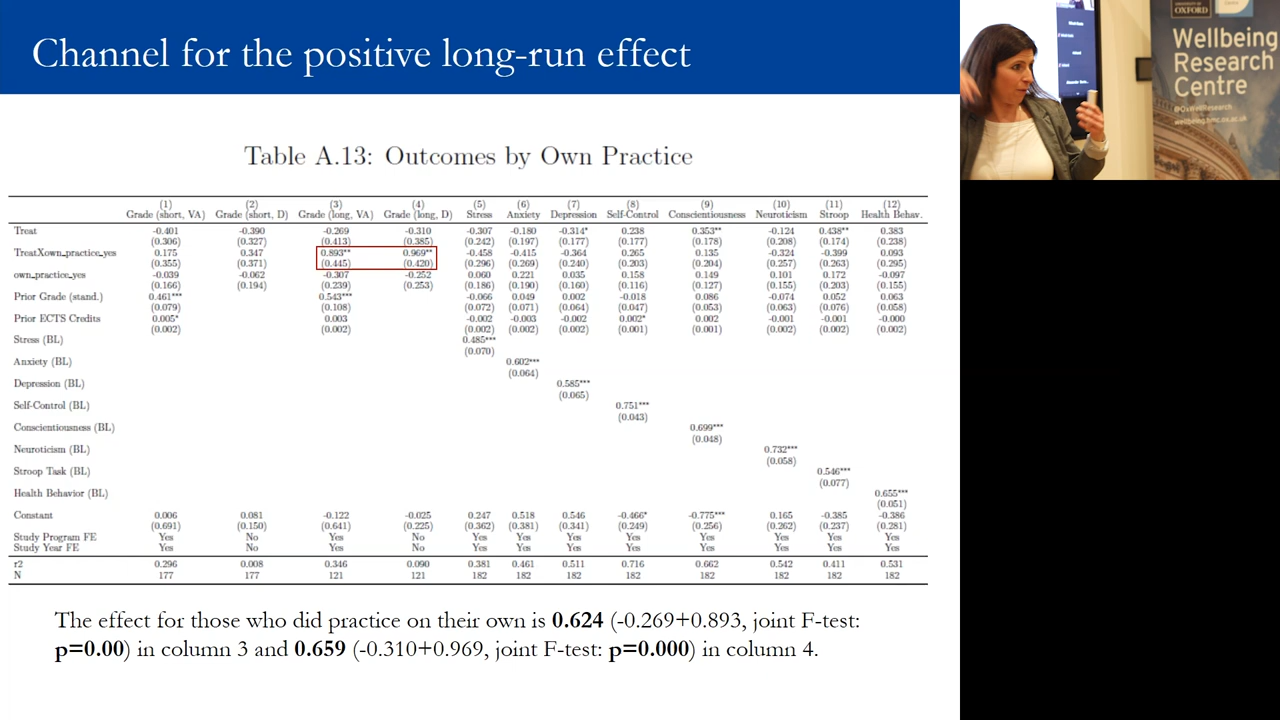 Channel for the positive long-run effect
UNIVERSITY OF
OXFORD
Wellbeing
Research
Centre
@OxWellResearch
wellbeing.hmc.ox.ac.uk
Table A.13: Outcomes by Own Practice
(1) (2) (3) (4) (5) (6) (7) (8) (9) (10) (11) (12)
Grade (short, VA) Grade (short, D) Grade (long, VA) Grade (long, D) Stress Anxiety Depression Self-Control Conscientiousness Neuroticism Stroop Health Behav.
Treat -0.401 -0.390 -0.269 -0.310 -0.307 -0.180 -0.314* 0.238 0.353** -0.124 0.438** 0.383
(0.306) (0.327) (0.413) (0.385) (0.242) (0.197) (0.177) (0.177) (0.178) (0.208) (0.174) (0.238)
TreatXown_practice_yes 0.175 0.347 0.893** 0.969** -0.458 -0.415 -0.364 0.265 0.135 -0.324 -0.399 0.093
(0.355) (0.371) (0.445) (0.420) (0.296) (0.269) (0.240) (0.203) (0.204) (0.257) (0.263) (0.295)
own_practice_yes -0.039 -0.062 -0.307 -0.252 0.060 0.221 0.035 0.158 0.149 0.101 0.172 -0.097
(0.166) (0.194) (0.239) (0.253) (0.186) (0.190) (0.160) (0.116) (0.127) (0.155) (0.203) (0.155)
Prior Grade (stand.) 0.461*** 0.543*** -0.066 0.049 0.002 -0.018 0.086 -0.074 0.052 0.063
(0.079) (0.108) (0.072) (0.071) (0.064) (0.047) (0.053) (0.063) (0.076) (0.058)
Prior ECTS Credits 0.005* 0.003 -0.002 -0.003 -0.002 0.002* 0.002 -0.001 -0.001 -0.000
(0.002) (0.002) (0.002) (0.002) (0.002) (0.001) (0.001) (0.002) (0.002) (0.002)
Stress (BL) 0.485***
(0.070)
Anxiety (BL) 0.602***
(0.064)
Depression (BL) 0.585***
(0.065)
Self-Control (BL) 0.751***
(0.043)
Conscientiousness (BL) 0.699***
(0.048)
Neuroticism (BL) 0.732***
(0.058)
Stroop Task (BL) 0.546***
(0.077)
Health Behavior (BL) 0.655***
(0.051)
Constant 0.006 0.081 -0.122 -0.025 0.247 0.518 0.546 -0.466* -0.775*** 0.165 -0.385 -0.386
(0.691) (0.150) (0.641) (0.225) (0.362) (0.381) (0.341) (0.249) (0.256) (0.262) (0.237) (0.281)
Study Program FE Yes No Yes No Yes Yes Yes Yes Yes Yes Yes Yes
Study Year FE Yes No Yes No Yes Yes Yes Yes Yes Yes Yes Yes
r2 0.296 0.008 0.346 0.090 0.381 0.461 0.511 0.716 0.662 0.542 0.411 0.531
N 177 177 121 121 182 182 182 182 182 182 182 182
The effect for those who did practice on their own is 0.624 (-0.269+0.893, joint F-test:
p=0.00) in column 3 and 0.659 (-0.310+0.969, joint F-test: p=0.000) in column 4.